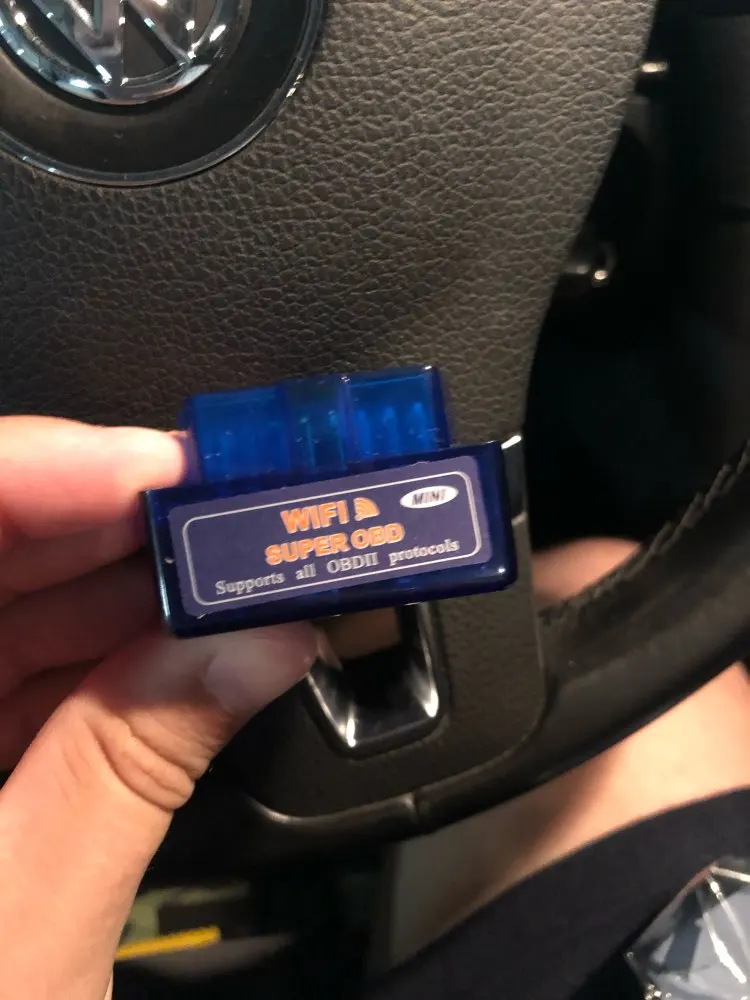 WIFI
MINI
SUPER OBD
Supports all OBDII protocols